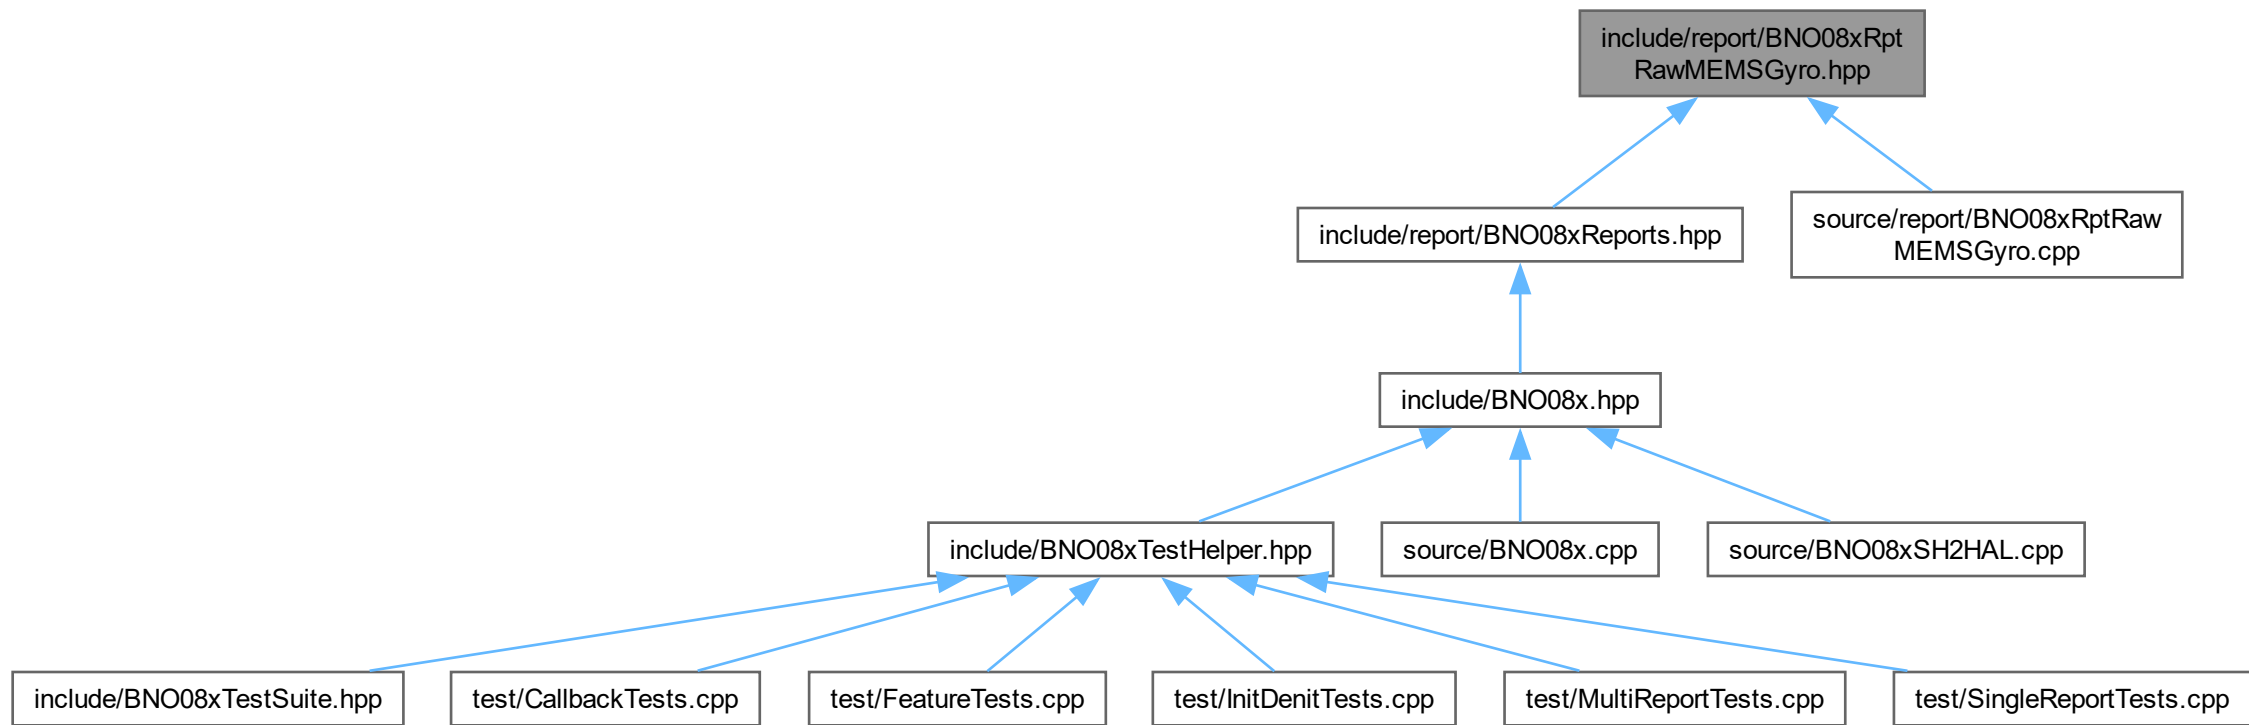 include/report/BNO08xRpt
RawMEMSGyro.hpp
include/report/BNO08xReports.hpp
source/report/BNO08xRptRaw
MEMSGyro.cpp
include/BNO08x.hpp
include/BNO08xTestHelper.hpp
source/BNO08x.cpp
source/BNO08xSH2HAL.cpp
include/BNO08xTestSuite.hpp
test/CallbackTests.cpp
test/FeatureTests.cpp
test/InitDenitTests.cpp
test/MultiReportTests.cpp
test/SingleReportTests.cpp